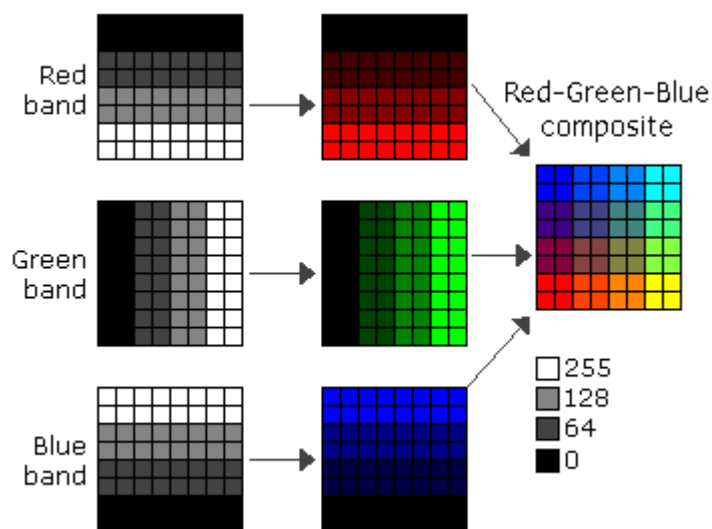 Red
band
Red-Green-Blue
composite
Green
band
255
128
64
0
Blue
band